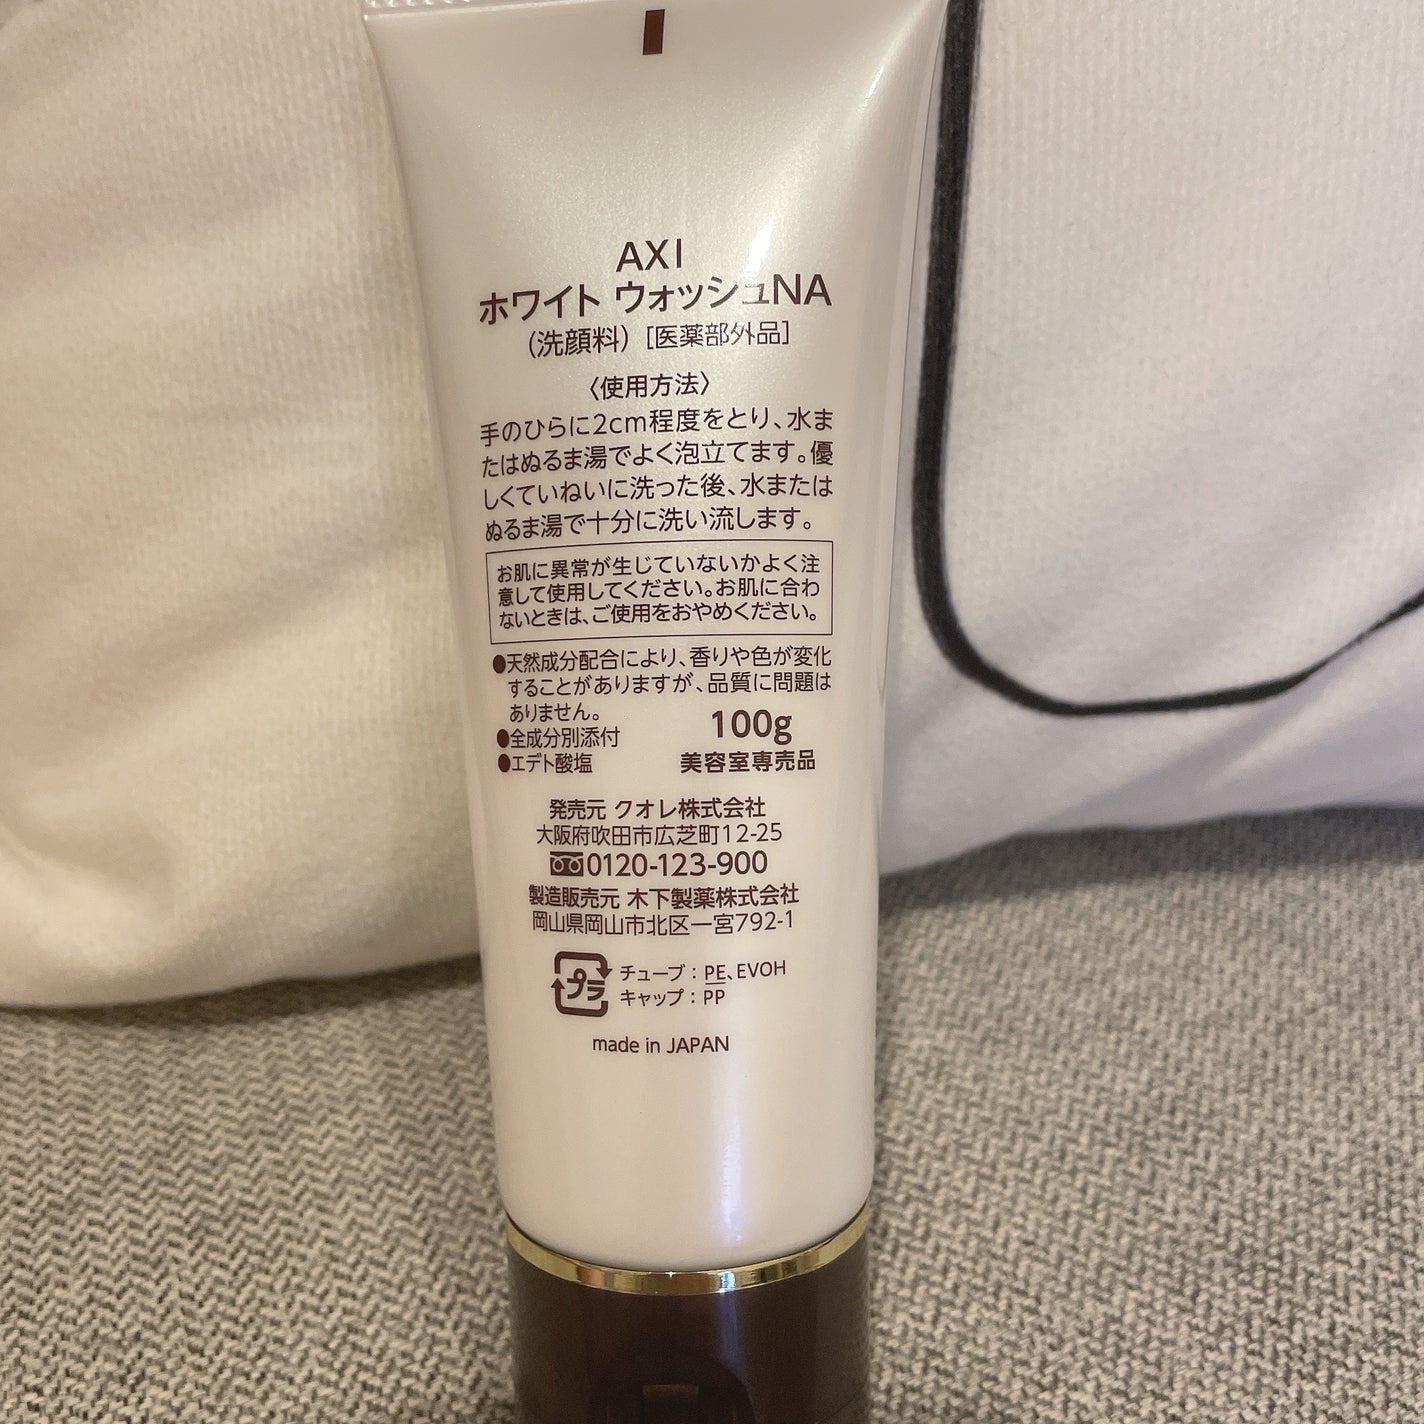 AXI
ホワイト ウォッシュNA
（洗顔料）［医薬部外品］
〈使用方法〉
手のひらに2cm程度をとり、水ま
たはぬるま湯でよく泡立てます。優
しくていねいに洗った後、水または
ぬるま湯で十分に洗い流します。
お肌に異常が生じていないかよく注
意して使用してください。お肌に合わ
ないときは、ご使用をおやめください。
●天然成分配合により、香りや色が変化
することがありますが、品質に問題は
ありません。
●全成分別添付
●エデト酸塩
100g
美容室専売品
発売元 クオレ株式会社
大阪府吹田市広芝町12-25
0120-123-900
製造販売元 木下製薬株式会社
岡山県岡山市北区一宮792-1
プラ
チューブ：PE、EVOH
キャップ：PP
made in JAPAN